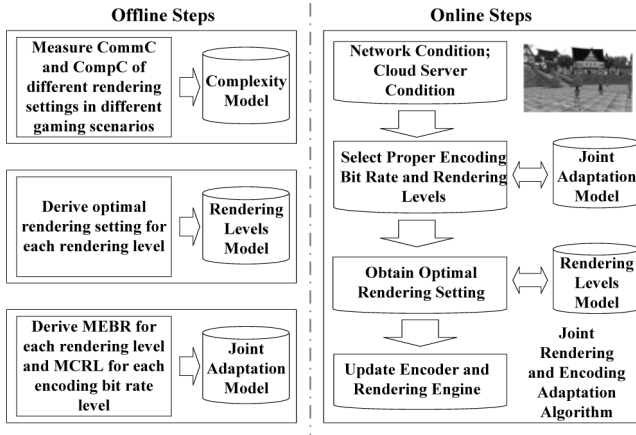 Offline Steps
Measure CommC
and CompC of
different rendering
settings in different
gaming scenarios
Complexity
Model
Derive optimal
rendering setting for
each rendering level
Rendering
Levels
Model
Derive MEBR for
each rendering level
and MCRL for each
encoding bit rate
level
Joint
Adaptation
Model
Online Steps
Network Condition;
Cloud Server
Condition
Select Proper Encoding
Bit Rate and Rendering
Levels
Joint
Adaptation
Model
Obtain Optimal
Rendering Setting
Rendering
Levels
Model
Update Encoder and
Rendering Engine
Joint
Rendering
and Encoding
Adaptation
Algorithm